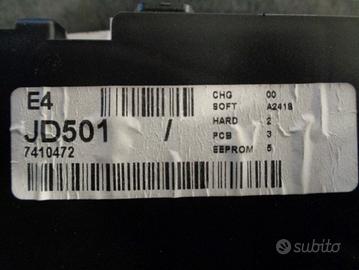 E4
JD501 /
7410472
CHG 00
SOFT A2418
HARD 2
PCB 3
EEPROM 5
subito